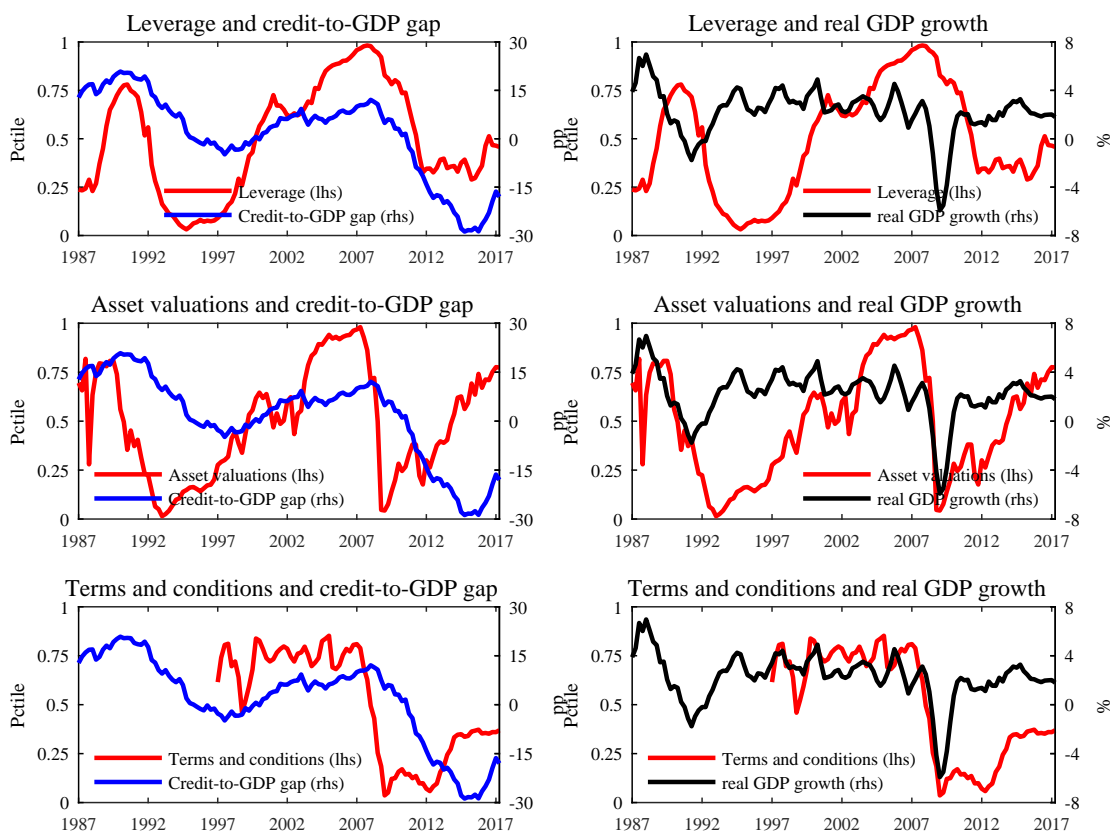 Leverage and credit-to-GDP gap
1
0.75
0.5
0.25
0
Pctile
30
15
0
-15
-30
pp
Leverage (lhs)
Credit-to-GDP gap (rhs)
1987 1992 1997 2002 2007 2012 2017
Leverage and real GDP growth
1
0.75
0.5
0.25
0
Pctile
8
4
0
-4
-8
%
Leverage (lhs)
real GDP growth (rhs)
1987 1992 1997 2002 2007 2012 2017
Asset valuations and credit-to-GDP gap
1
0.75
0.5
0.25
0
Pctile
30
15
0
-15
-30
pp
Asset valuations (lhs)
Credit-to-GDP gap (rhs)
1987 1992 1997 2002 2007 2012 2017
Asset valuations and real GDP growth
1
0.75
0.5
0.25
0
Pctile
8
4
0
-4
-8
%
Asset valuations (lhs)
real GDP growth (rhs)
1987 1992 1997 2002 2007 2012 2017
Terms and conditions and credit-to-GDP gap
1
0.75
0.5
0.25
0
Pctile
30
15
0
-15
-30
pp
Terms and conditions (lhs)
Credit-to-GDP gap (rhs)
1987 1992 1997 2002 2007 2012 2017
Terms and conditions and real GDP growth
1
0.75
0.5
0.25
0
Pctile
8
4
0
-4
-8
%
Terms and conditions (lhs)
real GDP growth (rhs)
1987 1992 1997 2002 2007 2012 2017